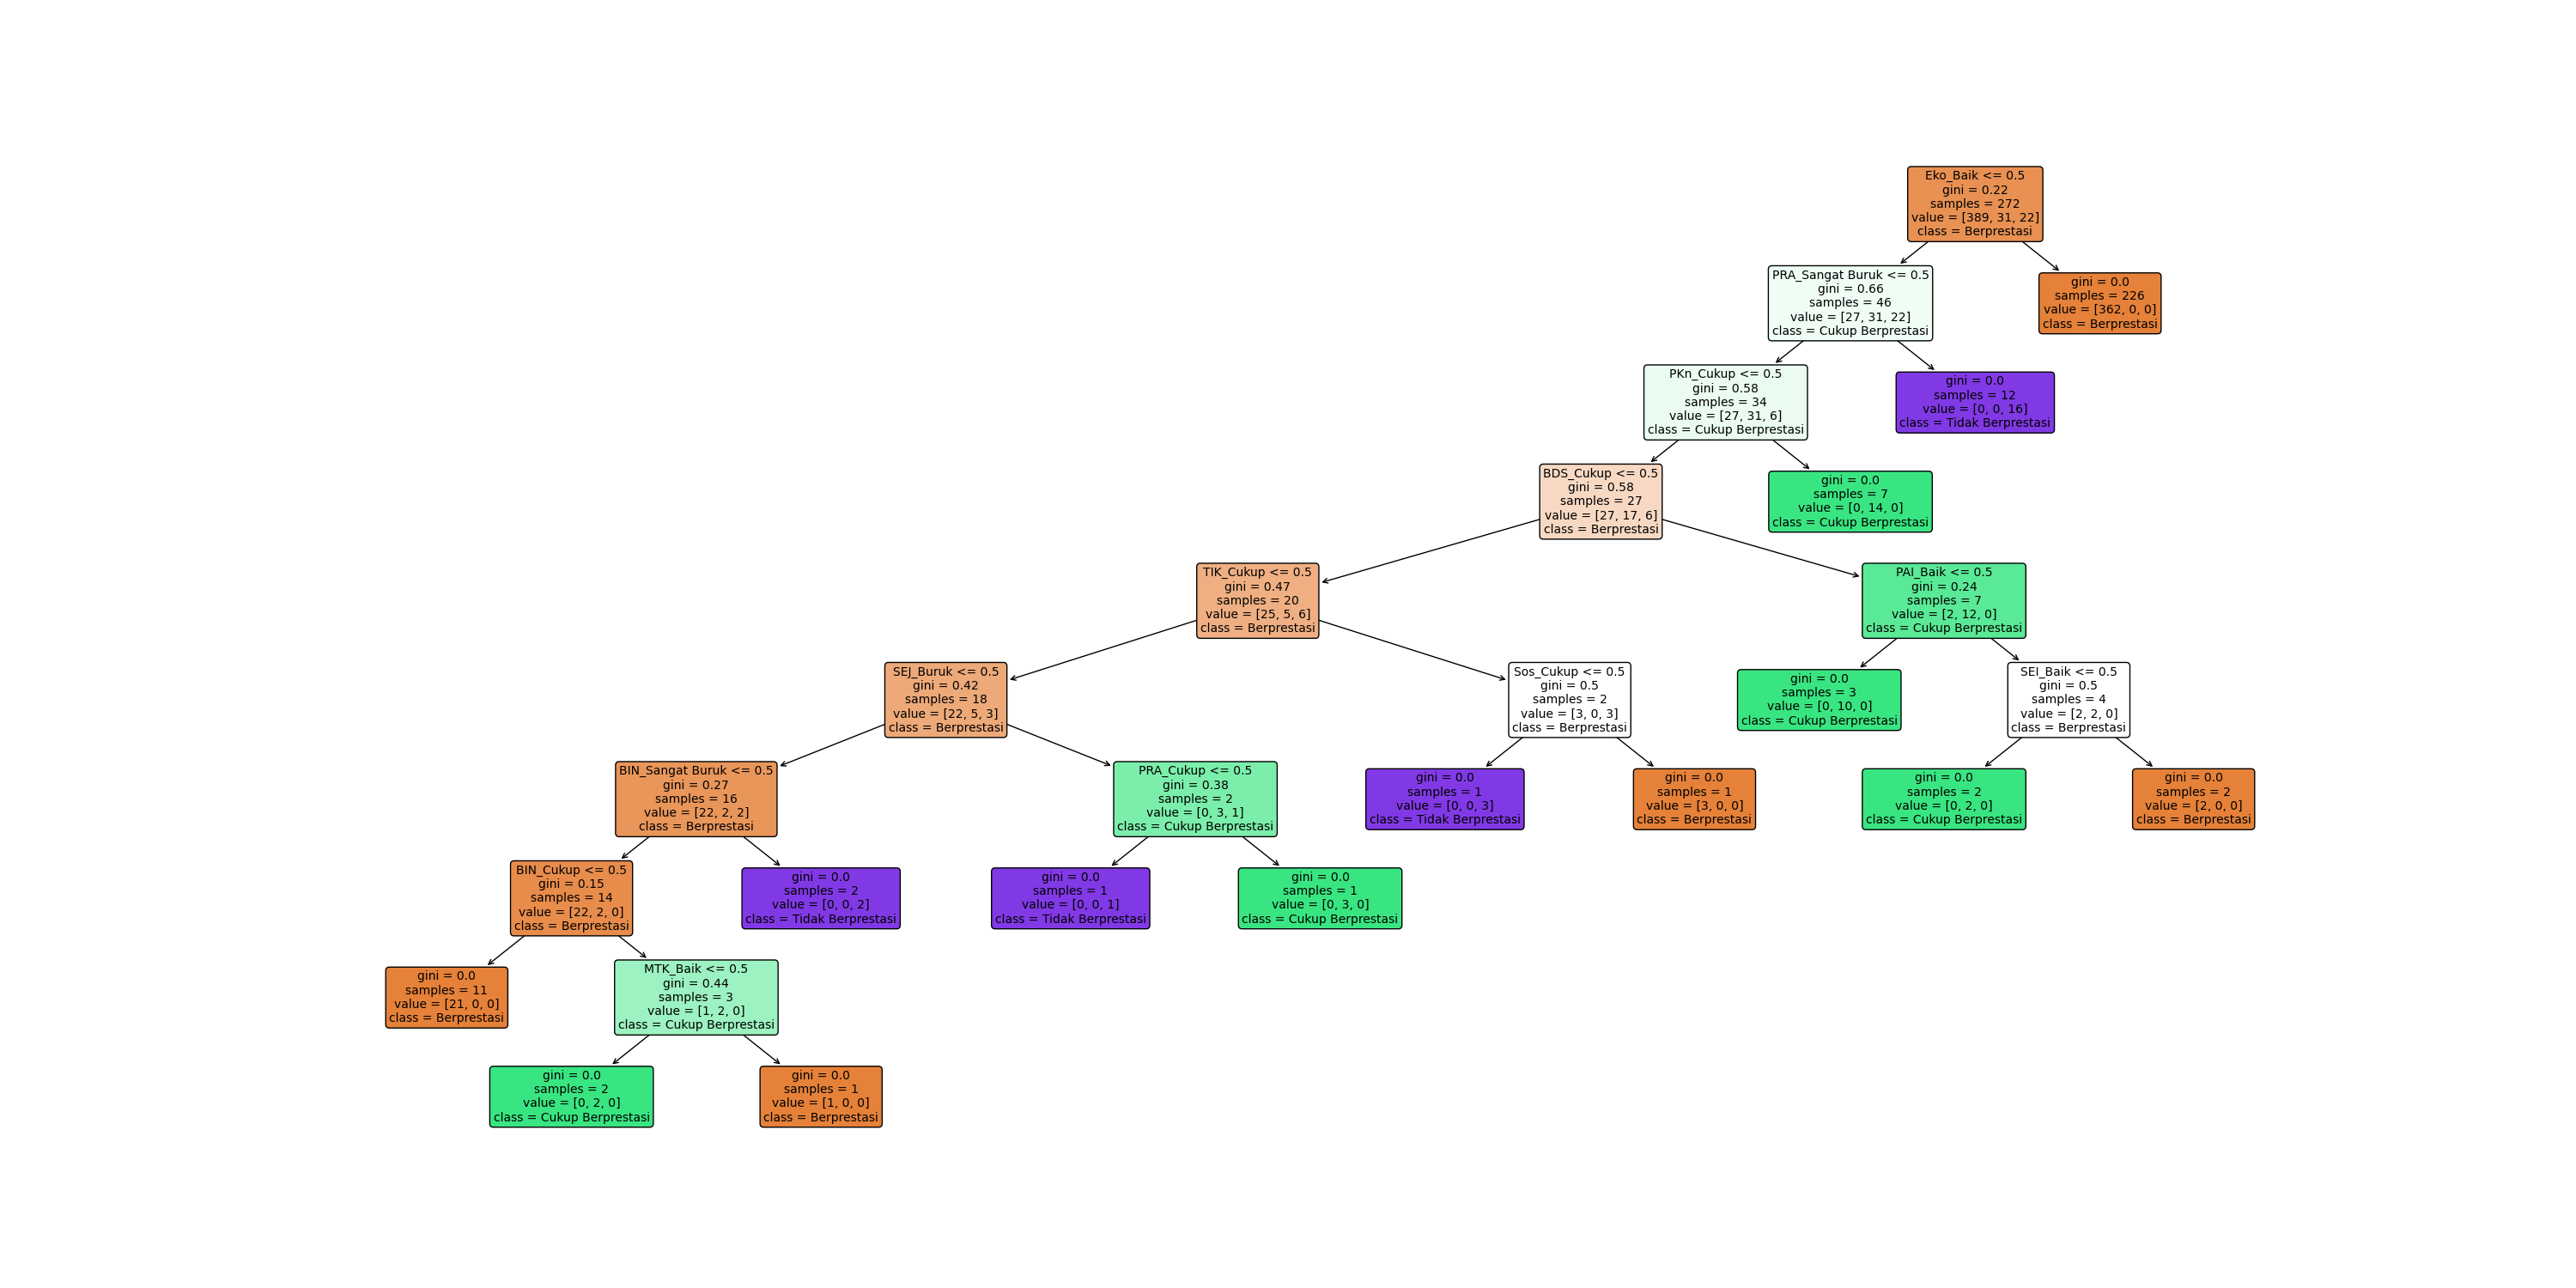 Eko_Baik <= 0.5
gini = 0.22
samples = 272
value = [389, 31, 22]
class = Berprestasi
PRA_Sangat Buruk <= 0.5
gini = 0.66
samples = 46
value = [27, 31, 22]
class = Cukup Berprestasi
gini = 0.0
samples = 226
value = [362, 0, 0]
class = Berprestasi
PKn_Cukup <= 0.5
gini = 0.58
samples = 34
value = [27, 31, 6]
class = Cukup Berprestasi
gini = 0.0
samples = 12
value = [0, 0, 16]
class = Tidak Berprestasi
BDS_Cukup <= 0.5
gini = 0.58
samples = 27
value = [27, 17, 6]
class = Berprestasi
gini = 0.0
samples = 7
value = [0, 14, 0]
class = Cukup Berprestasi
TIK_Cukup <= 0.5
gini = 0.47
samples = 20
value = [25, 5, 6]
class = Berprestasi
PAI_Baik <= 0.5
gini = 0.24
samples = 7
value = [2, 12, 0]
class = Cukup Berprestasi
SEJ_Buruk <= 0.5
gini = 0.42
samples = 18
value = [22, 5, 3]
class = Berprestasi
Sos_Cukup <= 0.5
gini = 0.5
samples = 2
value = [3, 0, 3]
class = Berprestasi
gini = 0.0
samples = 3
value = [0, 10, 0]
class = Cukup Berprestasi
SEI_Baik <= 0.5
gini = 0.5
samples = 4
value = [2, 2, 0]
class = Berprestasi
BIN_Sangat Buruk <= 0.5
gini = 0.27
samples = 16
value = [22, 2, 2]
class = Berprestasi
PRA_Cukup <= 0.5
gini = 0.38
samples = 2
value = [0, 3, 1]
class = Cukup Berprestasi
gini = 0.0
samples = 1
value = [0, 0, 3]
class = Tidak Berprestasi
gini = 0.0
samples = 1
value = [3, 0, 0]
class = Berprestasi
gini = 0.0
samples = 2
value = [0, 2, 0]
class = Cukup Berprestasi
gini = 0.0
samples = 2
value = [2, 0, 0]
class = Berprestasi
BIN_Cukup <= 0.5
gini = 0.15
samples = 14
value = [22, 2, 0]
class = Berprestasi
gini = 0.0
samples = 2
value = [0, 0, 2]
class = Tidak Berprestasi
gini = 0.0
samples = 1
value = [0, 0, 1]
class = Tidak Berprestasi
gini = 0.0
samples = 1
value = [0, 3, 0]
class = Cukup Berprestasi
gini = 0.0
samples = 11
value = [21, 0, 0]
class = Berprestasi
MTK_Baik <= 0.5
gini = 0.44
samples = 3
value = [1, 2, 0]
class = Cukup Berprestasi
gini = 0.0
samples = 2
value = [0, 2, 0]
class = Cukup Berprestasi
gini = 0.0
samples = 1
value = [1, 0, 0]
class = Berprestasi